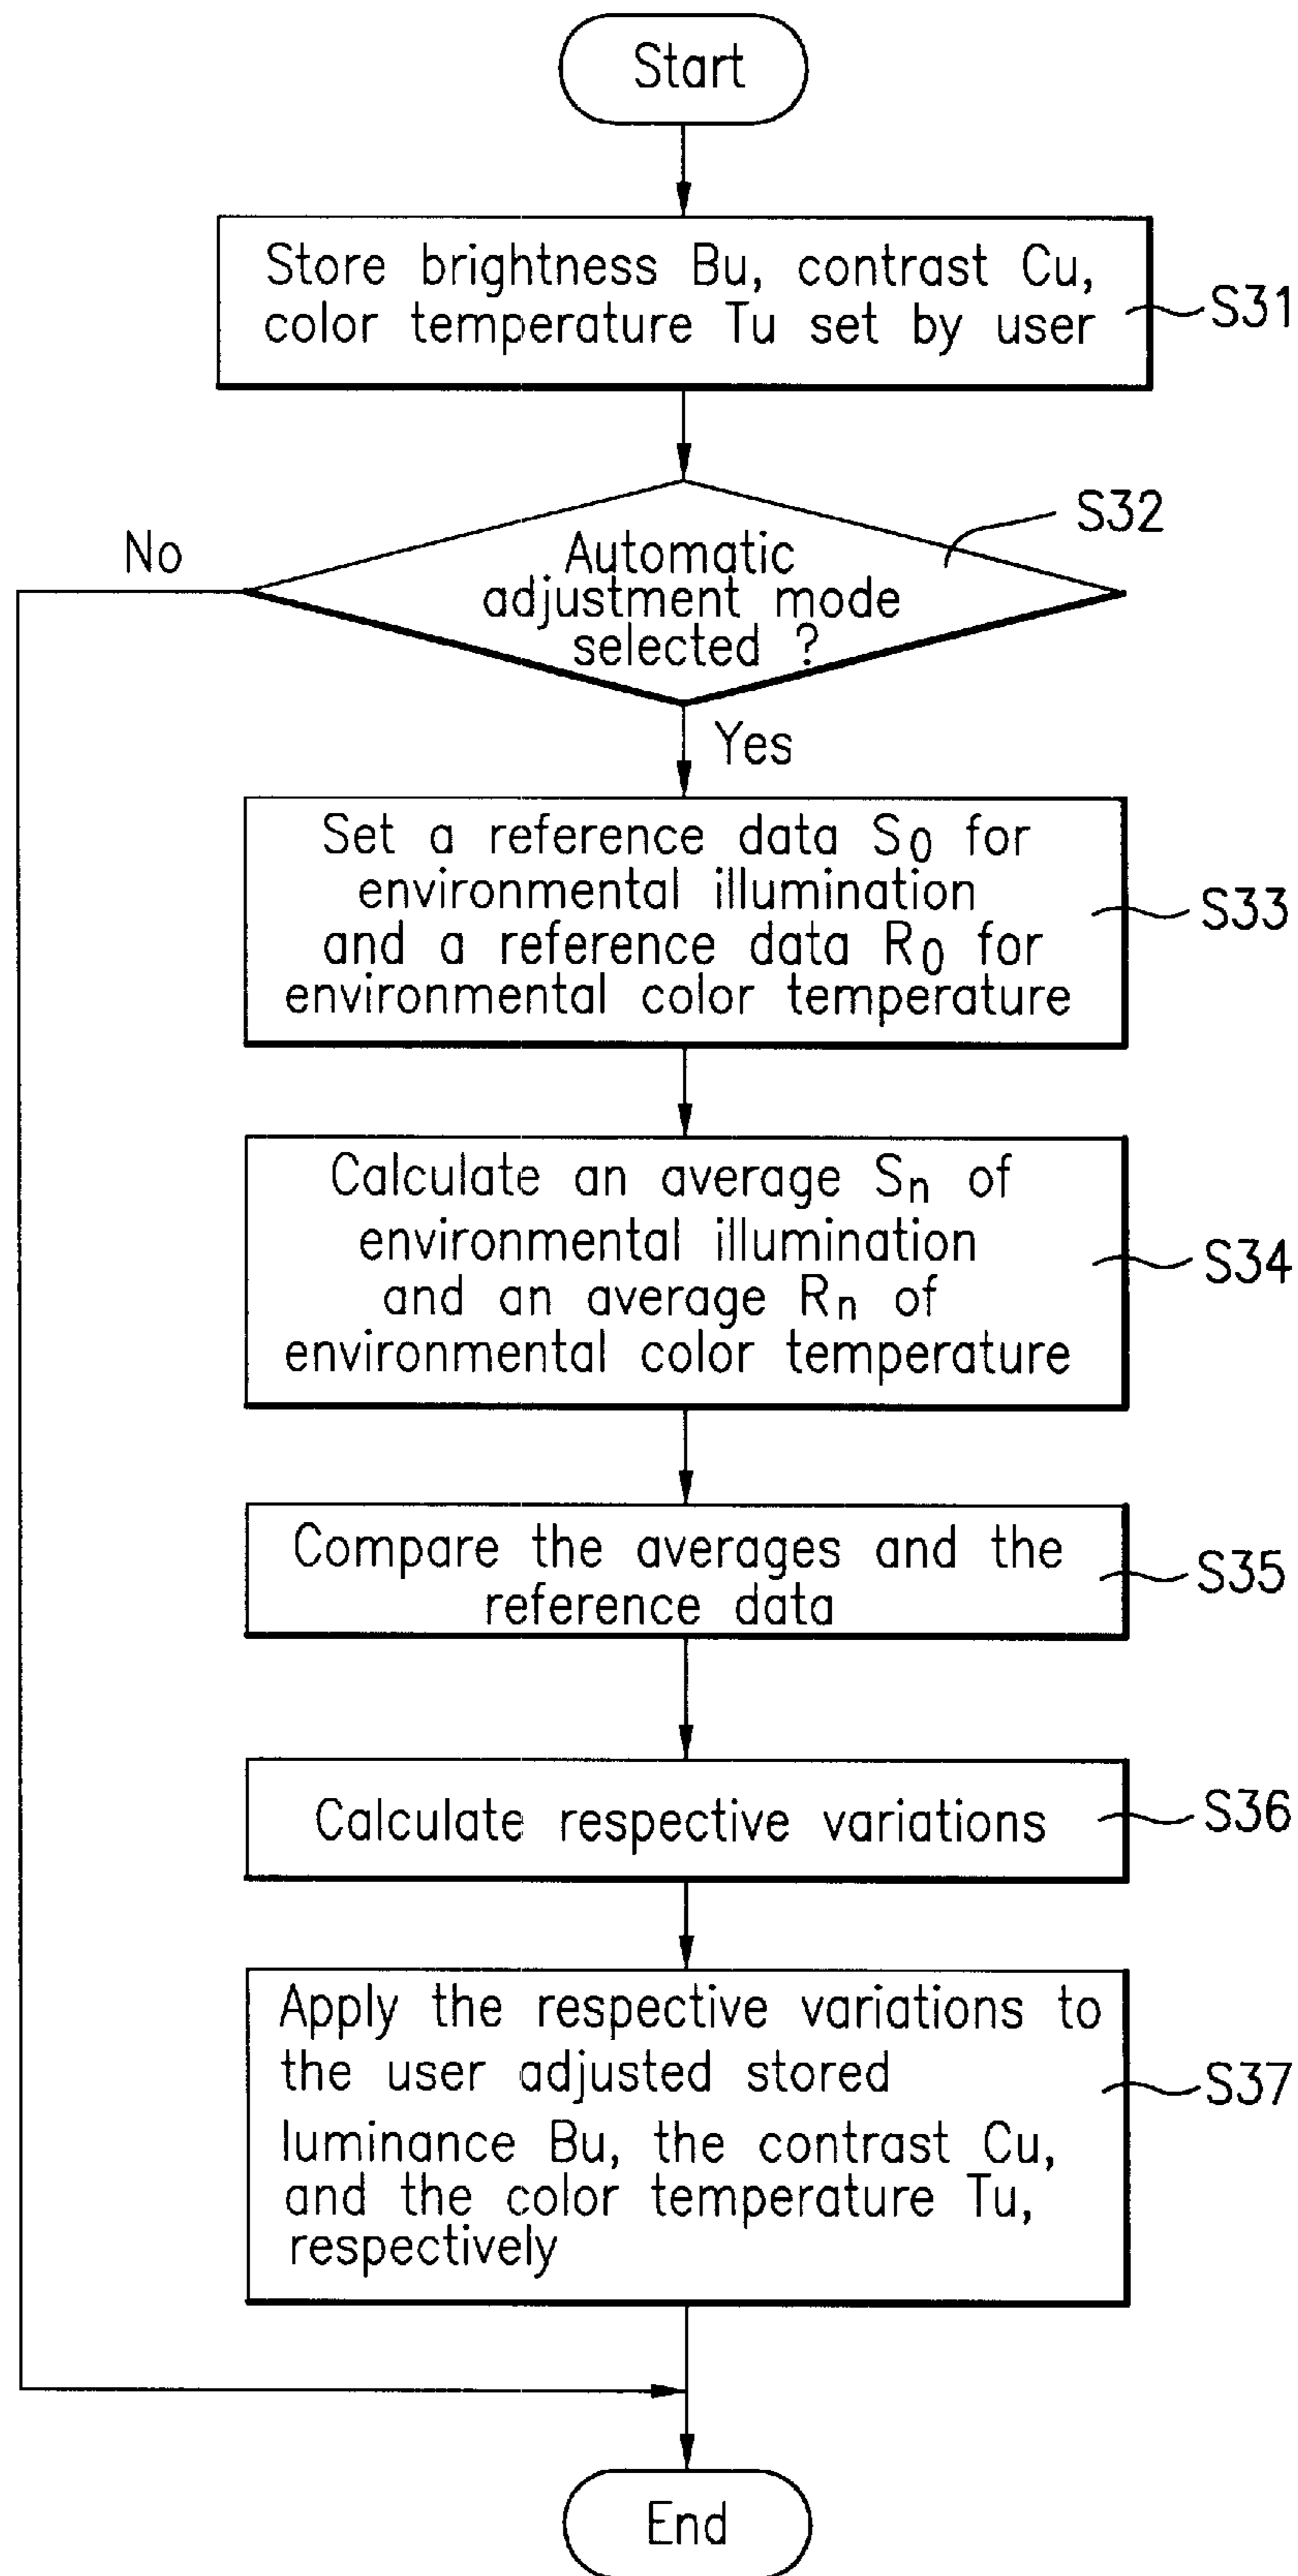 Start
Store brightness Bu, contrast Cu,
color temperature Tu set by user
S31
S32
No
Automatic
adjustment mode
selected ?
Yes
Set a reference data S0 for
environmental illumination
and a reference data R0 for
environmental color temperature
S33
Calculate an average Sn of
environmental illumination
and an average Rn of
environmental color temperature
S34
Compare the averages and the
reference data
S35
Calculate respective variations
S36
Apply the respective variations to
the user adjusted stored
luminance Bu, the contrast Cu,
and the color temperature Tu,
respectively
S37
End